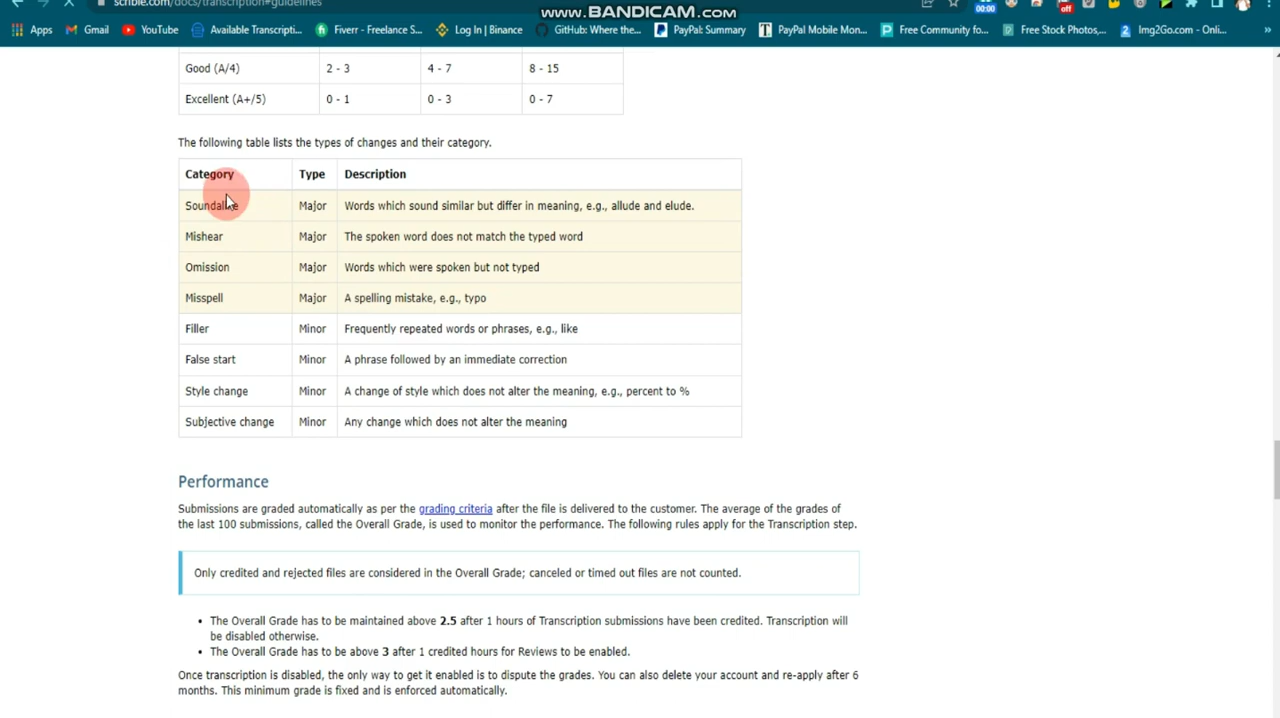 scribie.com/docs/transcription#guidelines
www.BANDICAM.com
00:00
off
Apps
Gmail
YouTube
Available Transcripti...
Fiverr - Freelance S...
Log In | Binance
GitHub: Where the...
PayPal: Summary
PayPal Mobile Mon...
Free Community fo...
Free Stock Photos,...
Img2Go.com - Onli...
»
Good (A/4) 2 - 3 4 - 7 8 - 15
Excellent (A+/5) 0 - 1 0 - 3 0 - 7
The following table lists the types of changes and their category.
Category Type Description
Soundalike Major Words which sound similar but differ in meaning, e.g., allude and elude.
Mishear Major The spoken word does not match the typed word
Omission Major Words which were spoken but not typed
Misspell Major A spelling mistake, e.g., typo
Filler Minor Frequently repeated words or phrases, e.g., like
False start Minor A phrase followed by an immediate correction
Style change Minor A change of style which does not alter the meaning, e.g., percent to %
Subjective change Minor Any change which does not alter the meaning
Performance
Submissions are graded automatically as per the grading criteria after the file is delivered to the customer. The average of the grades of
the last 100 submissions, called the Overall Grade, is used to monitor the performance. The following rules apply for the Transcription step.
Only credited and rejected files are considered in the Overall Grade; canceled or timed out files are not counted.
• The Overall Grade has to be maintained above 2.5 after 1 hours of Transcription submissions have been credited. Transcription will
be disabled otherwise.
• The Overall Grade has to be above 3 after 1 credited hours for Reviews to be enabled.
Once transcription is disabled, the only way to get it enabled is to dispute the grades. You can also delete your account and re-apply after 6
months. This minimum grade is fixed and is enforced automatically.